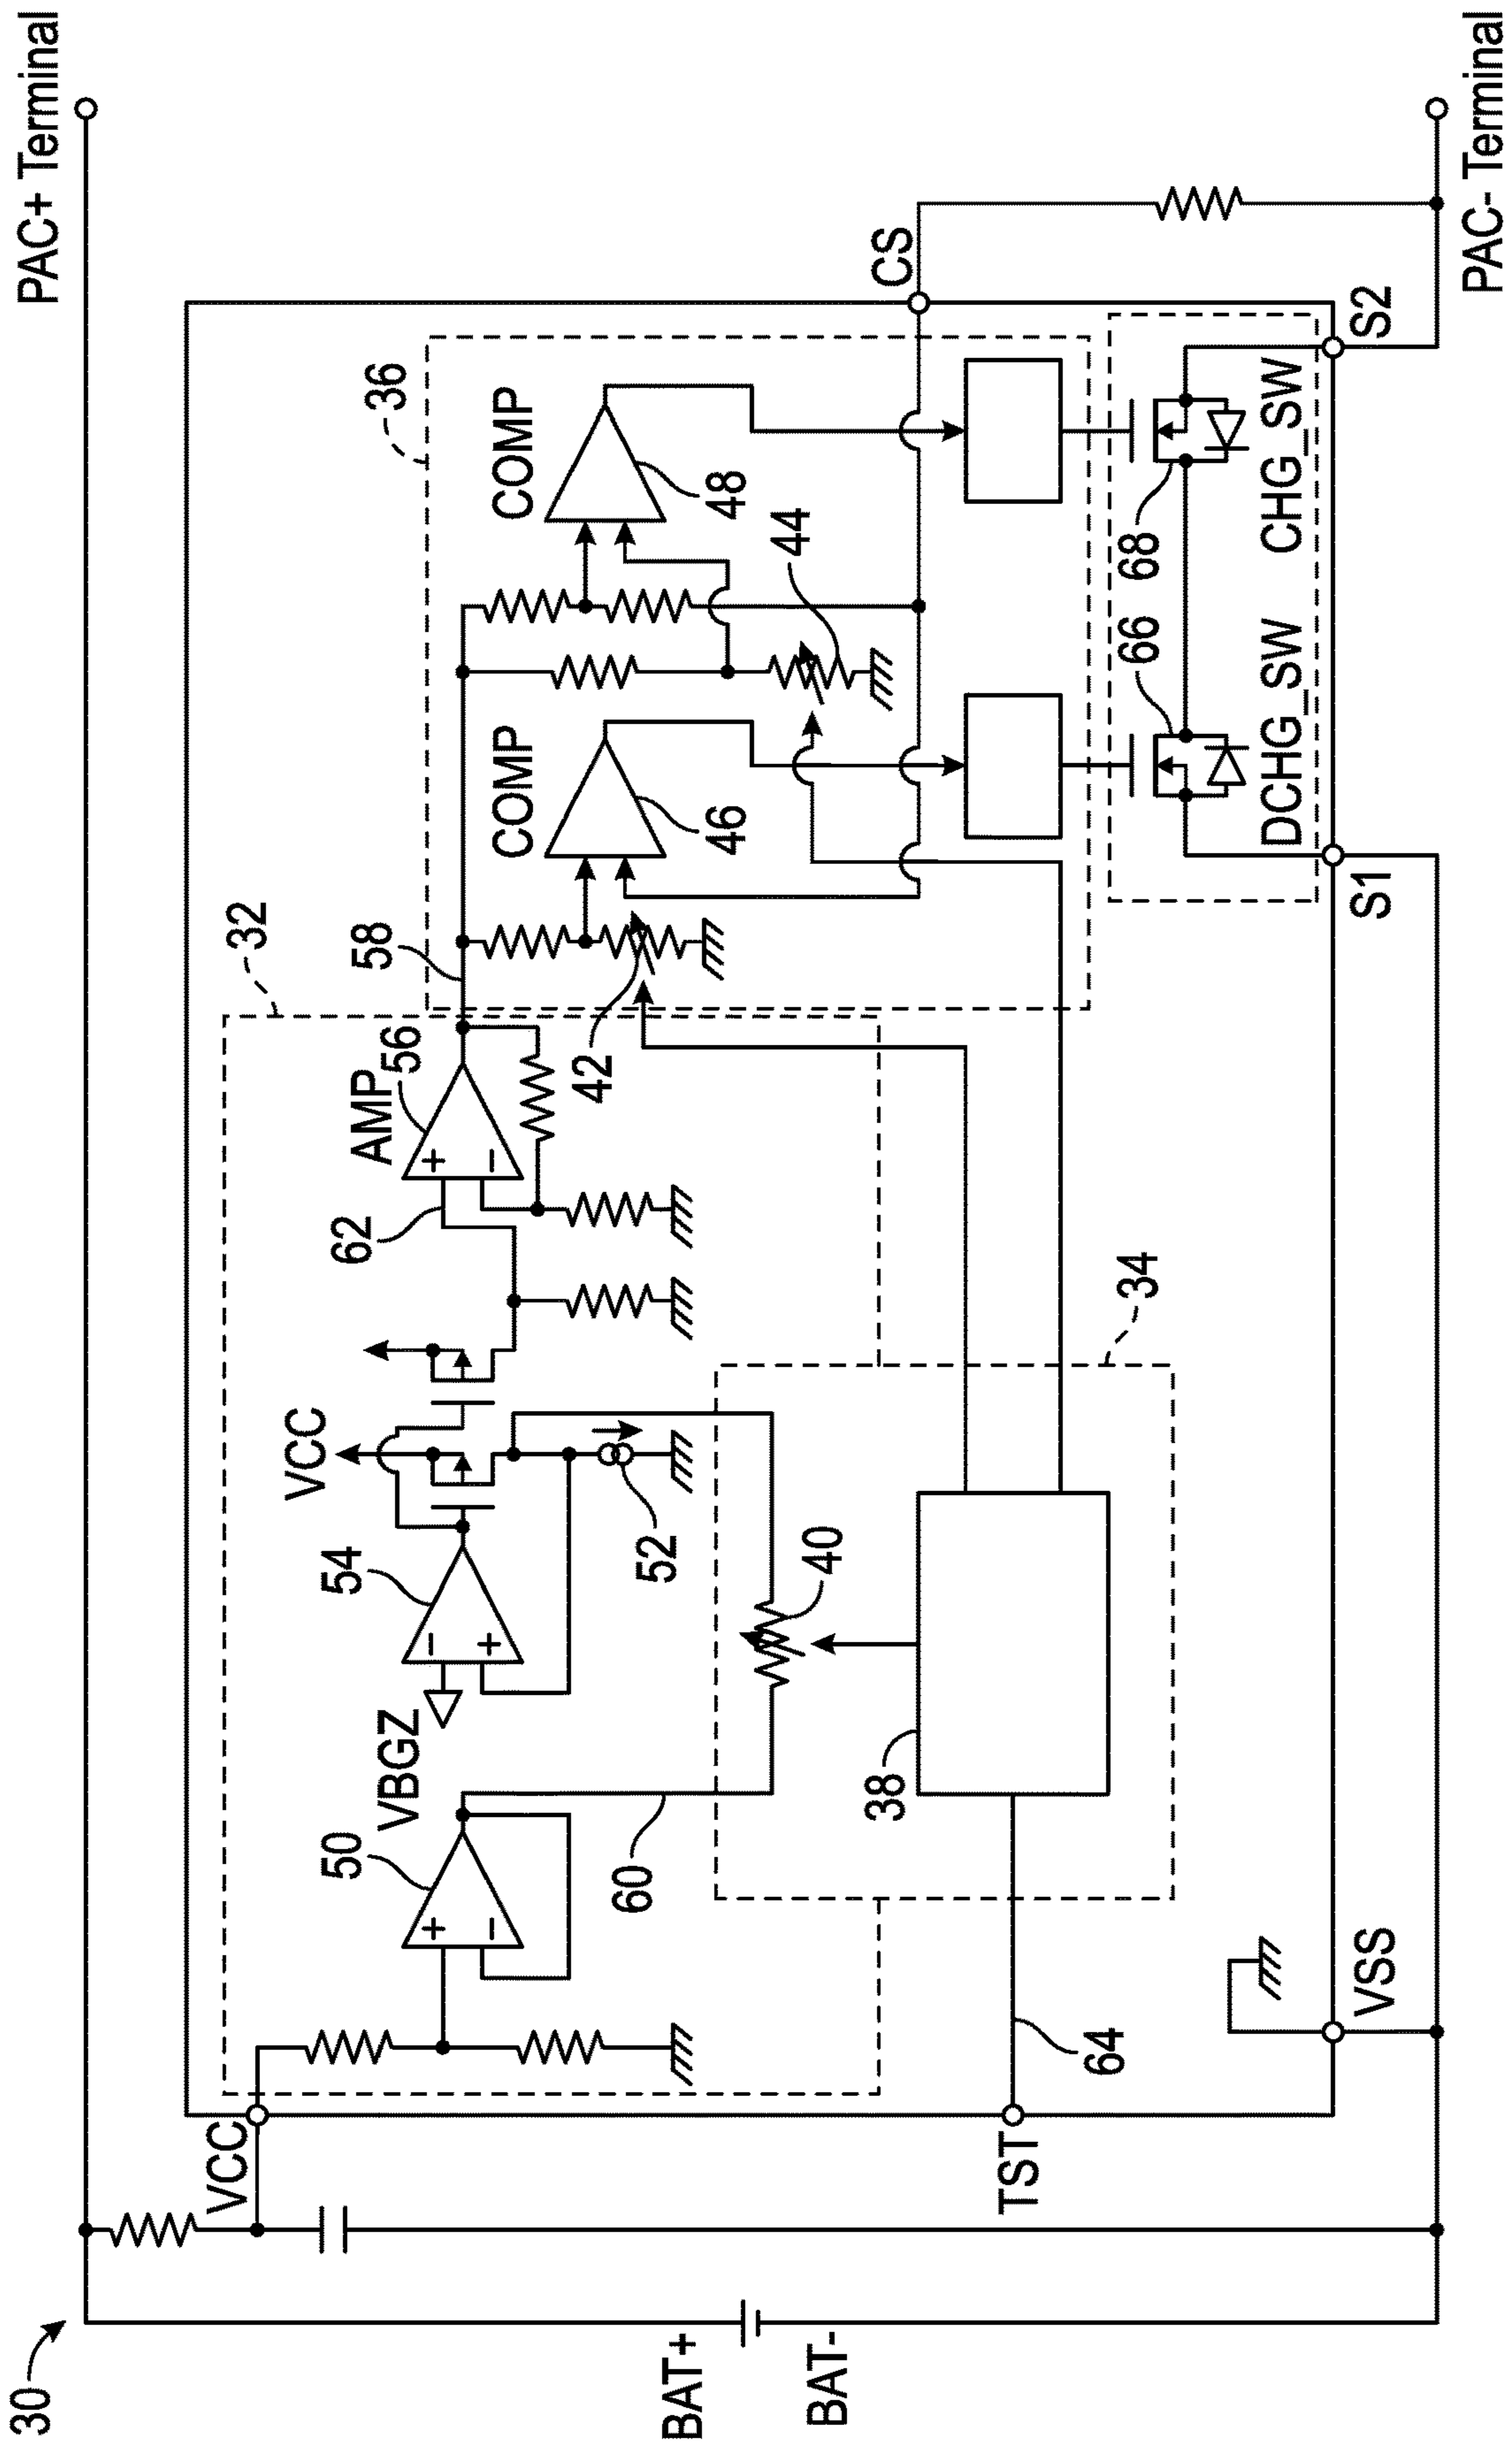 30
PAC+ Terminal
BAT+
BAT-
VCC
TST
VSS
32
50
60
VBGZ
54
VCC
52
40
38
34
64
62
AMP
56
58
42
36
COMP
46
COMP
48
44
CS
66
68
DCHG_SW
CHG_SW
S1
S2
PAC- Terminal
+
−
−
+
+
−